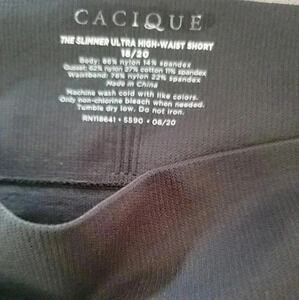 CACIQUE
THE SLIMMER ULTRA HIGH-WAIST SHORT
18/20
Body: 86% nylon 14% spandex
Gusset: 62% nylon 27% cotton 11% spandex
Waistband: 78% nylon 22% spandex
Made in China
Machine wash cold with like colors.
Only non-chlorine bleach when needed.
Tumble dry low. Do not iron.
RN118641 • 5590 • 08/20